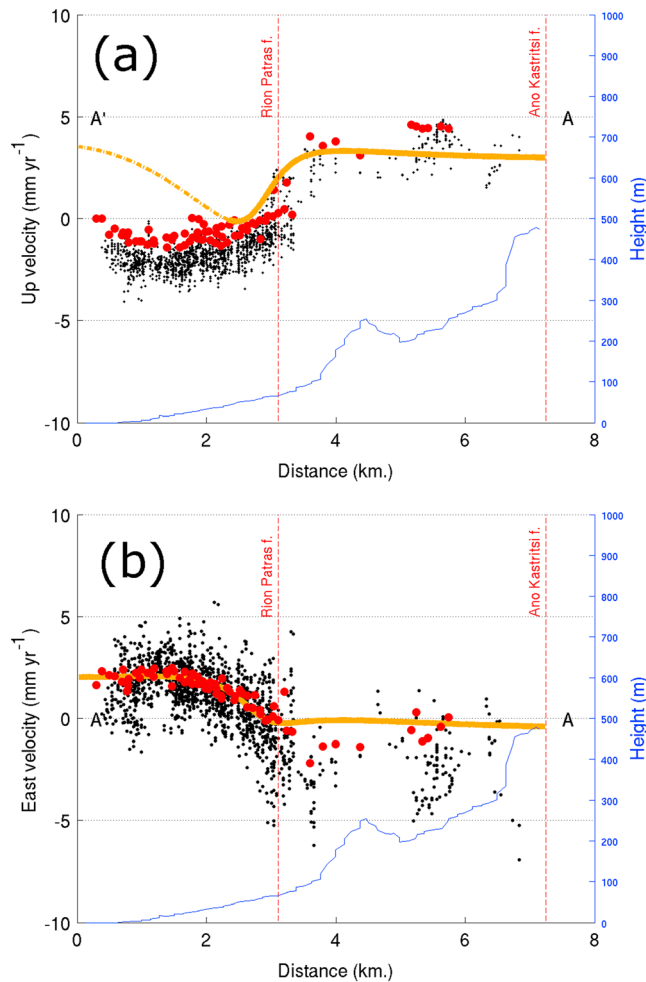 (a)
10
5
0
-5
-10
Up velocity (mm yr-1)
A'
A
Rion Patras f.
Ano Kastritsi f.
1000
900
800
700
600
500
400
300
200
100
0
Height (m)
0 2 4 6 8
Distance (km.)
(b)
10
5
0
-5
-10
East velocity (mm yr-1)
A'
A
Rion Patras f.
Ano Kastritsi f.
1000
900
800
700
600
500
400
300
200
100
0
Height (m)
0 2 4 6 8
Distance (km.)